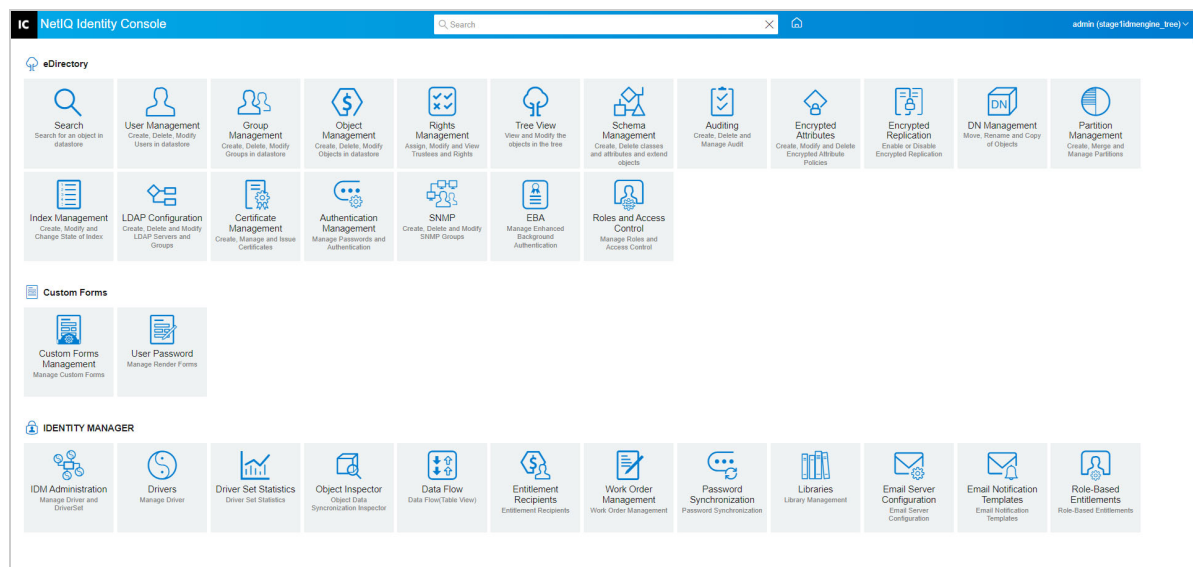 IC NetIQ Identity Console
Search
admin (stage1idmengine_tree)
eDirectory
Search
Search for an object in
datastore
User Management
Create, Delete, Modify
Users in datastore
Group
Management
Create, Delete, Modify
Groups in datastore
$
Object
Management
Create, Delete, Modify
Objects in datastore
Rights
Management
Assign, Modify and View
Trustees and Rights
Tree View
View and Modify the
objects in the tree
Schema
Management
Create, Delete classes
and attributes and extend
objects
Auditing
Create, Delete and
Manage Audit
Encrypted
Attributes
Create, Modify and Delete
Encrypted Attribute
Policies
Encrypted
Replication
Enable or Disable
Encrypted Replication
DN
DN Management
Move, Rename and Copy
of Objects
Partition
Management
Create, Merge and
Manage Partitions
Index Management
Create, Modify and
Change State of Index
LDAP Configuration
Create, Delete and Modify
LDAP Servers and
Groups
Certificate
Management
Create, Manage and Issue
Certificates
Authentication
Management
Manage Passwords and
Authentication
SNMP
Create, Delete and Modify
SNMP Groups
EBA
Manage Enhanced
Background
Authentication
Roles and Access
Control
Manage Roles and
Access Control
Custom Forms
Custom Forms
Management
Manage Custom Forms
User Password
Manage Render Forms
IDENTITY MANAGER
IDM Administration
Manage Driver and
DriverSet
Drivers
Manage Driver
Driver Set Statistics
Driver Set Statistics
Object Inspector
Object Data
Syncronization Inspector
Data Flow
Data Flow(Table View)
$
Entitlement
Recipients
Entitlement Recipients
Work Order
Management
Work Order Management
Password
Synchronization
Password Synchronization
Libraries
Library Management
Email Server
Configuration
Email Server
Configuration
Email Notification
Templates
Email Notification
Templates
Role-Based
Entitlements
Role-Based Entitlements